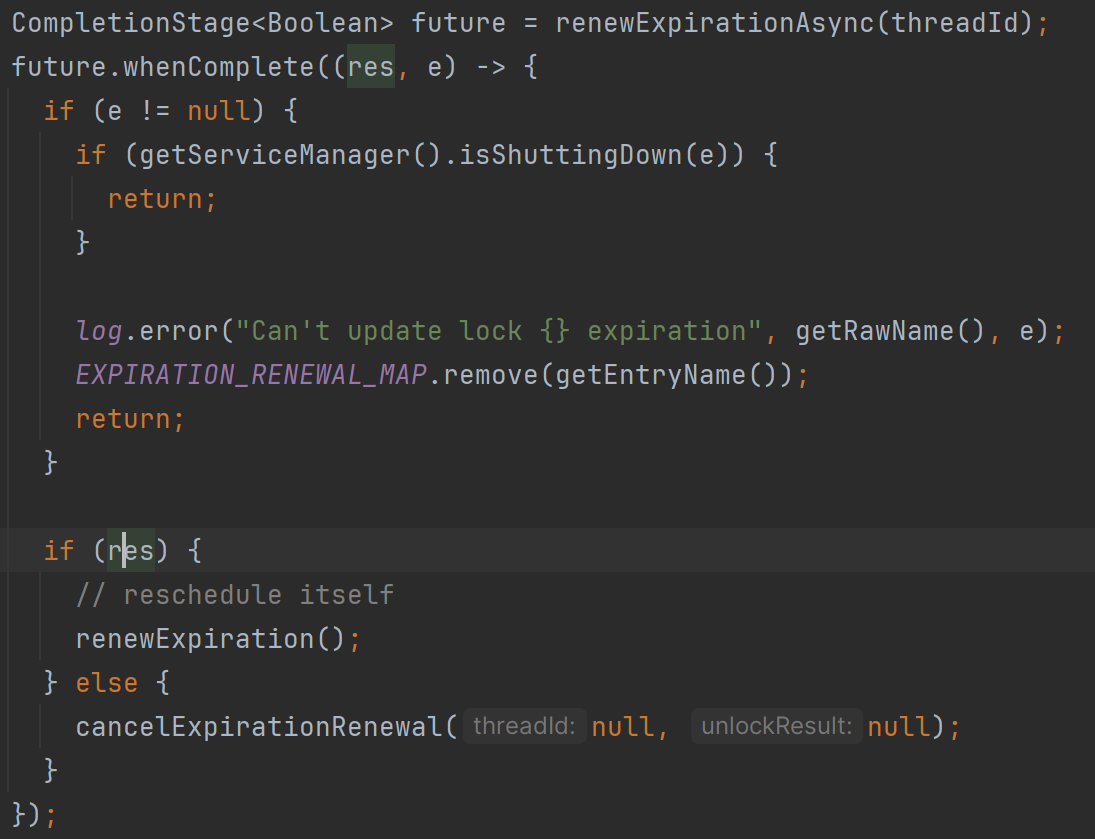 CompletionStage<Boolean> future = renewExpirationAsync(threadId);
future.whenComplete((res, e) -> {
if (e != null) {
if (getServiceManager().isShuttingDown(e)) {
return;
}
log.error("Can't update lock {} expiration", getRawName(), e);
EXPIRATION_RENEWAL_MAP.remove(getEntryName());
return;
}
if (res) {
// reschedule itself
renewExpiration();
} else {
cancelExpirationRenewal( threadId: null, unlockResult: null);
}
});